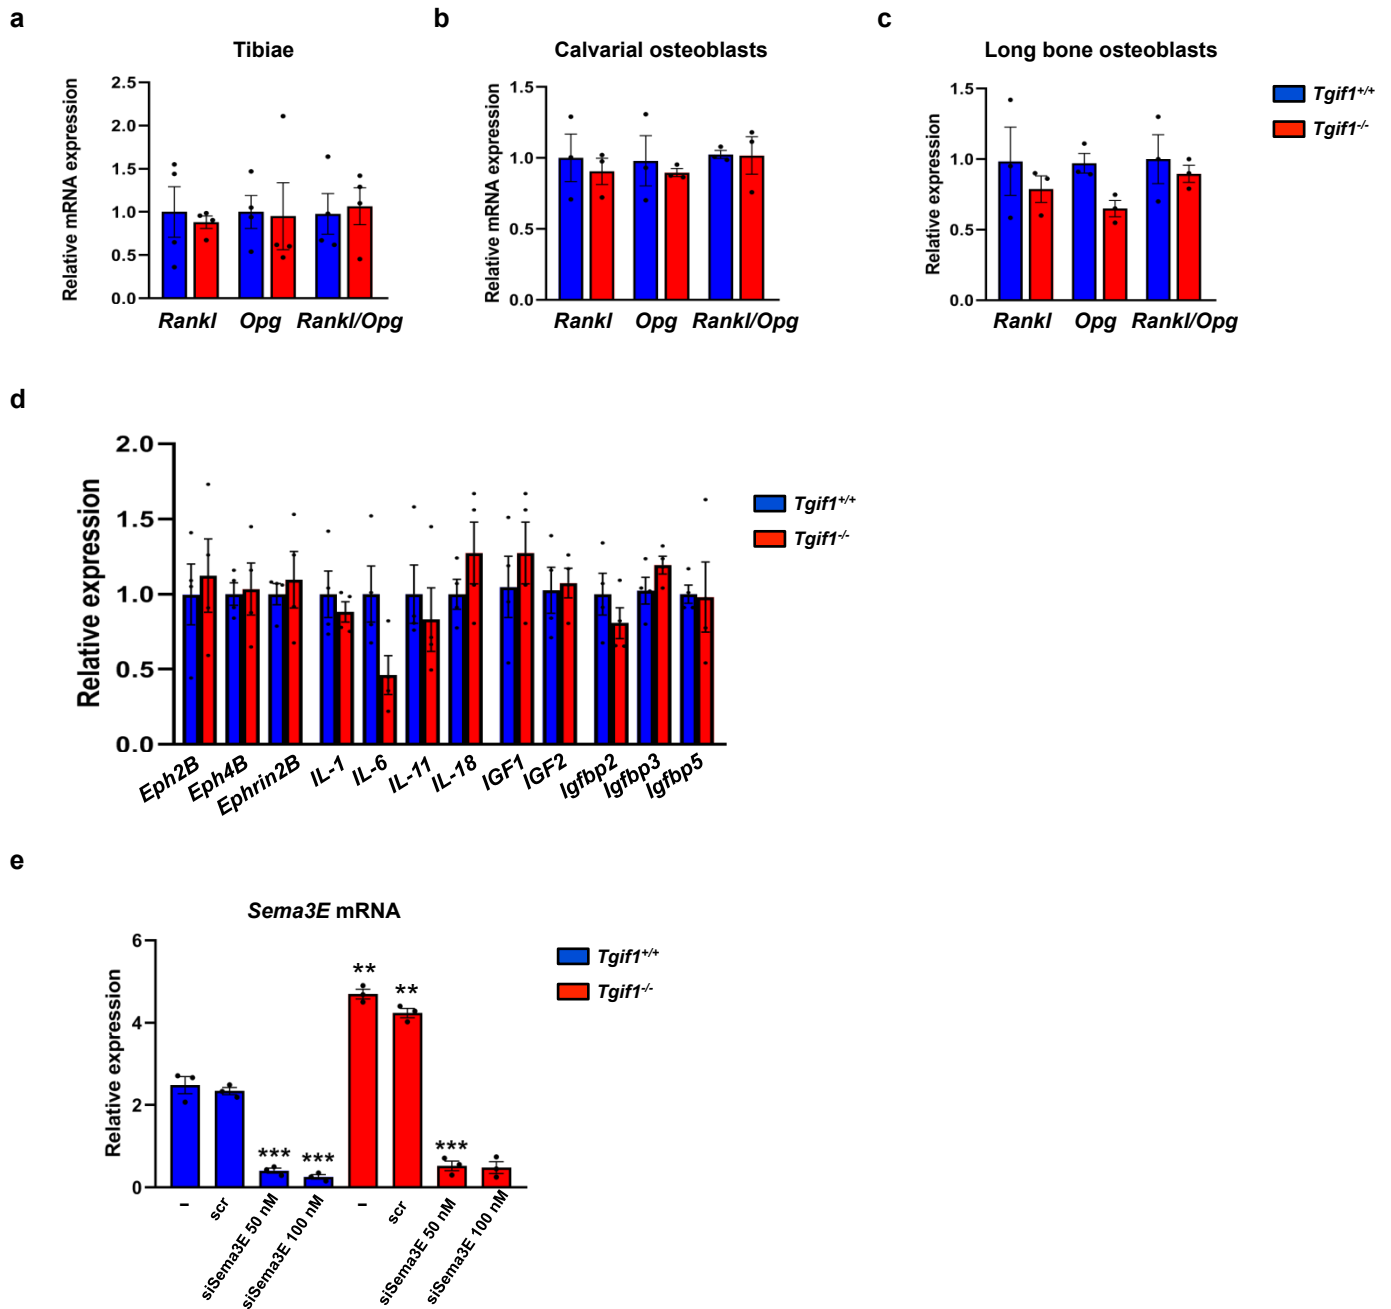 a
Tibiae
Relative mRNA expression
2.5
2.0
1.5
1.0
0.5
0.0
Rankl Opg Rankl/Opg
b
Calvarial osteoblasts
Relative mRNA expression
1.5
1.0
0.5
0.0
Rankl Opg Rankl/Opg
c
Long bone osteoblasts
Relative expression
1.5
1.0
0.5
0.0
Rankl Opg Rankl/Opg
Tgif1+/+
Tgif1-/-
d
Relative expression
2.0
1.5
1.0
0.5
0.0
Eph2B
Eph4B
Ephrin2B
IL-1
IL-6
IL-11
IL-18
IGF1
IGF2
Igfbp2
Igfbp3
Igfbp5
Tgif1+/+
Tgif1-/-
e
Sema3E mRNA
Relative expression
6
4
2
0
***
***
**
**
***
–
scr
siSema3E 50 nM
siSema3E 100 nM
–
scr
siSema3E 50 nM
siSema3E 100 nM
Tgif1+/+
Tgif1-/-